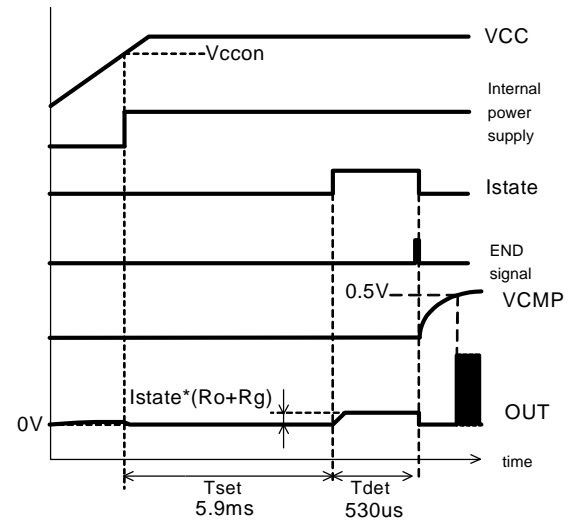 VCC
Vccon
Internal
power
supply
Istate
END
signal
0.5V
VCMP
Istate*(Ro+Rg)
OUT
0V
time
Tset
5.9ms
Tdet
530us